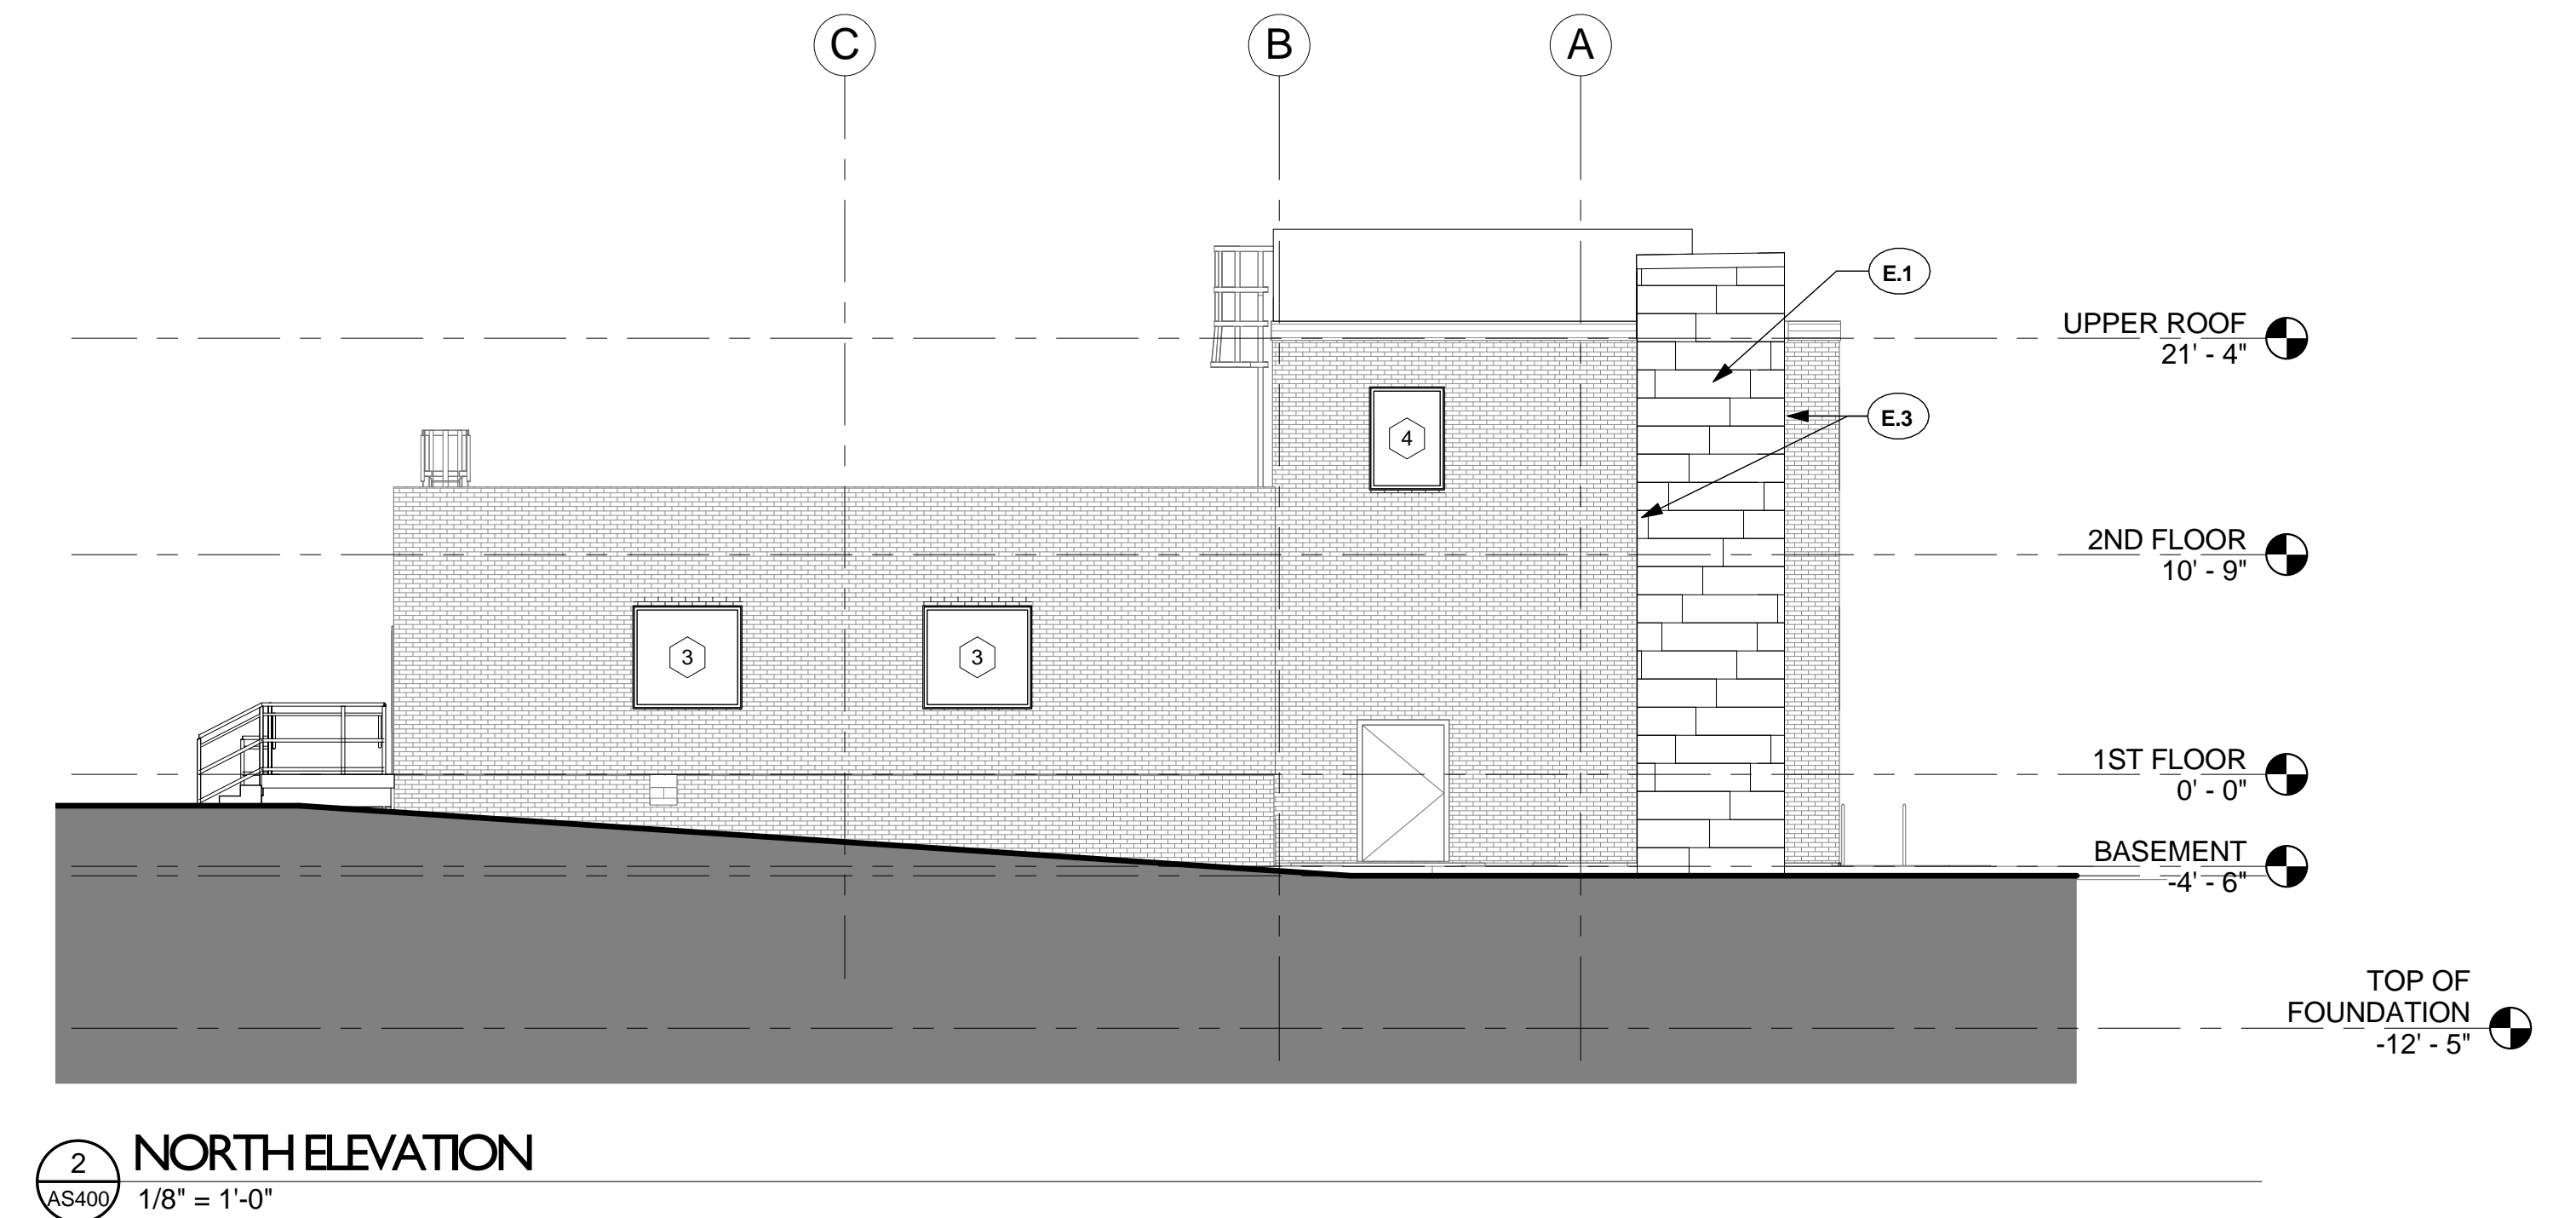 C
B
A
E.1
UPPER ROOF
21' - 4"
E.3
4
2ND FLOOR
10' - 9"
3
3
1ST FLOOR
0' - 0"
BASEMENT
-4' - 6"
TOP OF
FOUNDATION
-12' - 5"
2
NORTH ELEVATION
AS400
1/8" = 1'-0"